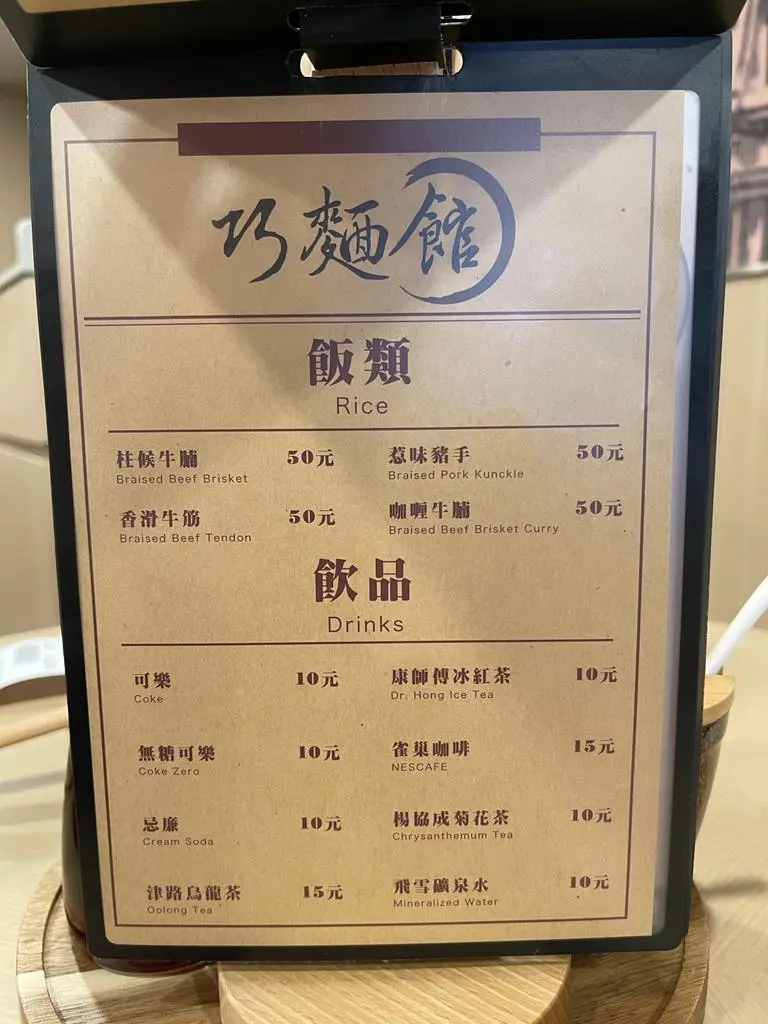 巧麵館
飯類
Rice
柱候牛腩 50元
Braised Beef Brisket
惹味豬手 50元
Braised Pork Kunckle
香滑牛筋 50元
Braised Beef Tendon
咖喱牛腩 50元
Braised Beef Brisket Curry
飲品
Drinks
可樂 10元
Coke
康師傅冰紅茶 10元
Dr. Hong Ice Tea
無糖可樂 10元
Coke Zero
雀巢咖啡 15元
NESCAFE
忌廉 10元
Cream Soda
楊協成菊花茶 10元
Chrysanthemum Tea
津路烏龍茶 15元
Oolong Tea
飛雪礦泉水 10元
Mineralized Water